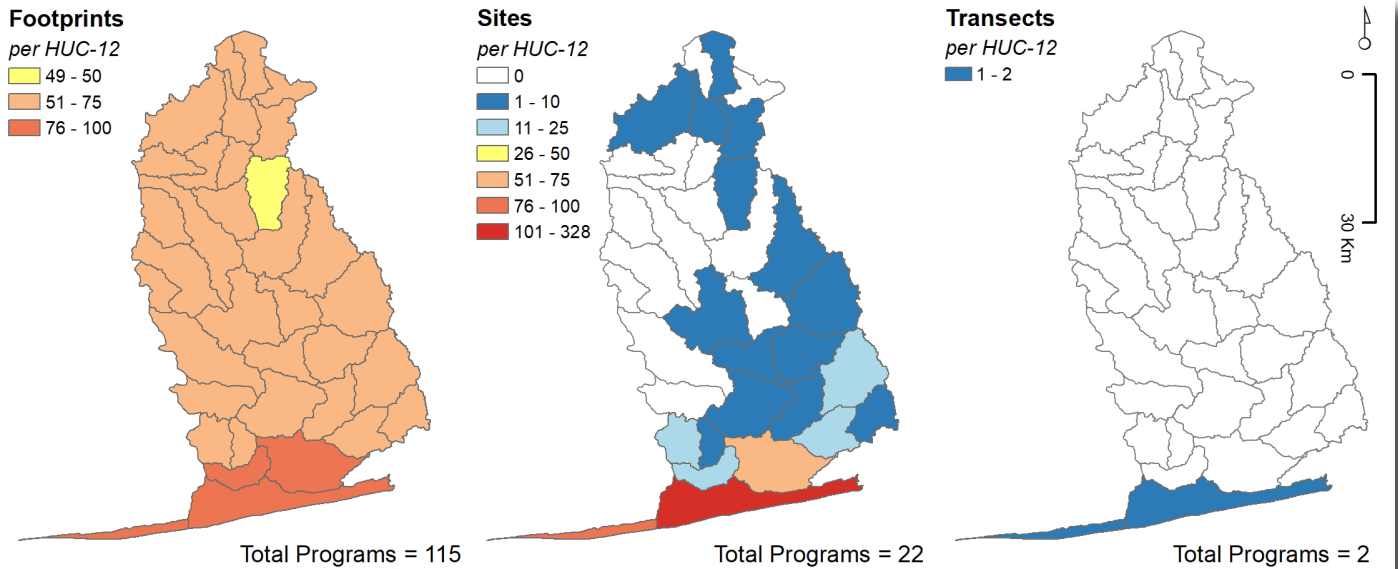 Footprints
per HUC-12
49 - 50
51 - 75
76 - 100
Total Programs = 115
Sites
per HUC-12
0
1 - 10
11 - 25
26 - 50
51 - 75
76 - 100
101 - 328
Total Programs = 22
Transects
per HUC-12
1 - 2
0
30 Km
Total Programs = 2